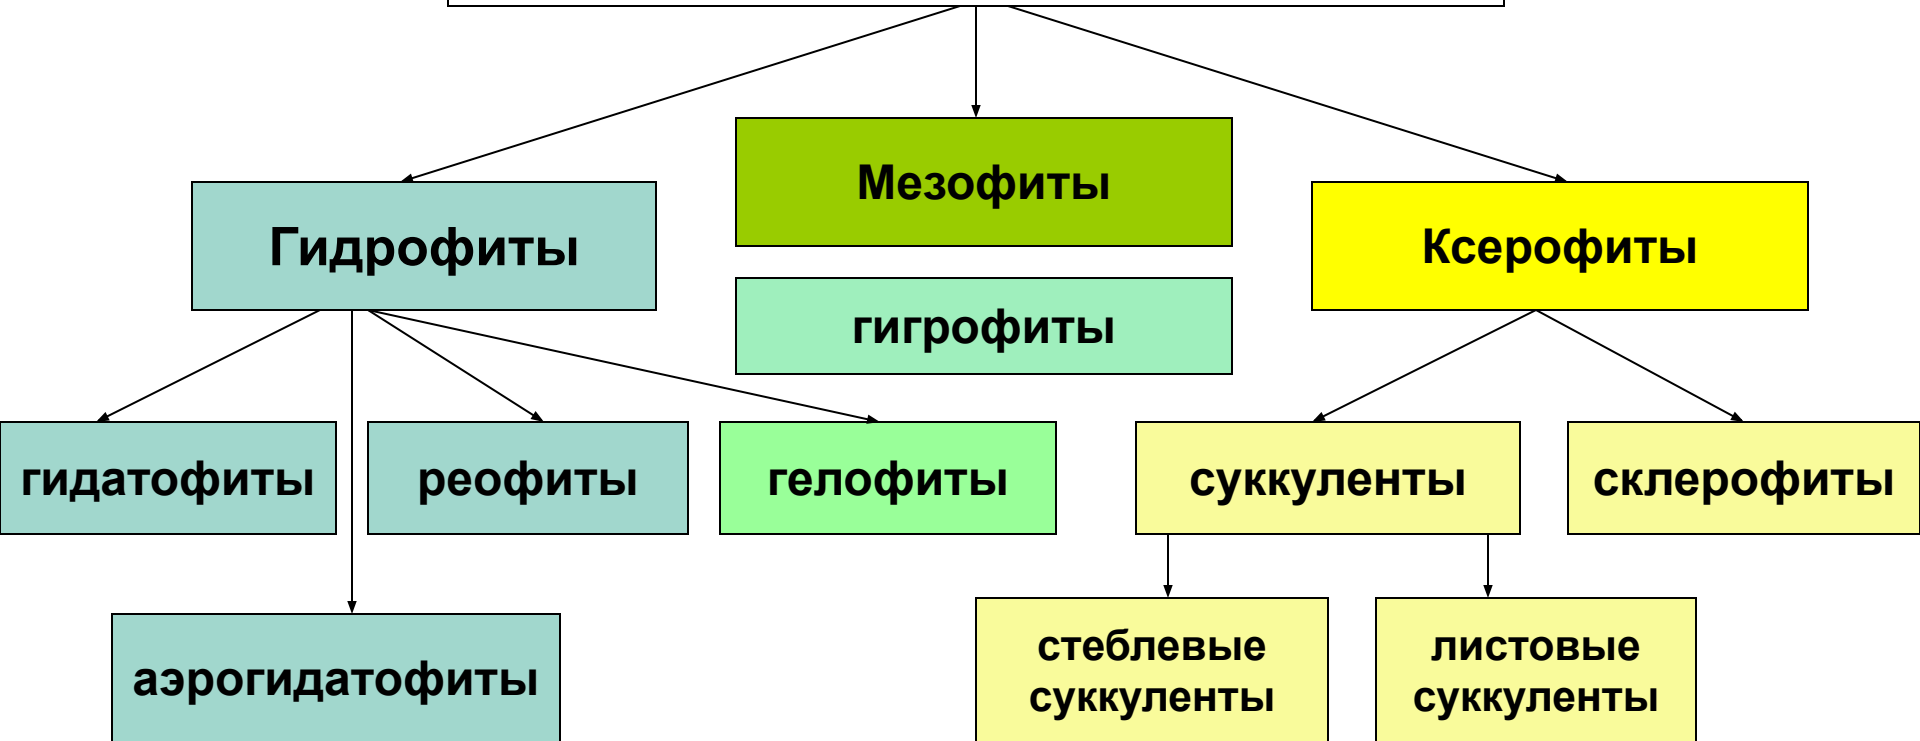 Мезофиты
Гидрофиты
Ксерофиты
гигрофиты
гидатофиты
реофиты
гелофиты
суккуленты
склерофиты
аэрогидатофиты
стеблевые
суккуленты
листовые
суккуленты